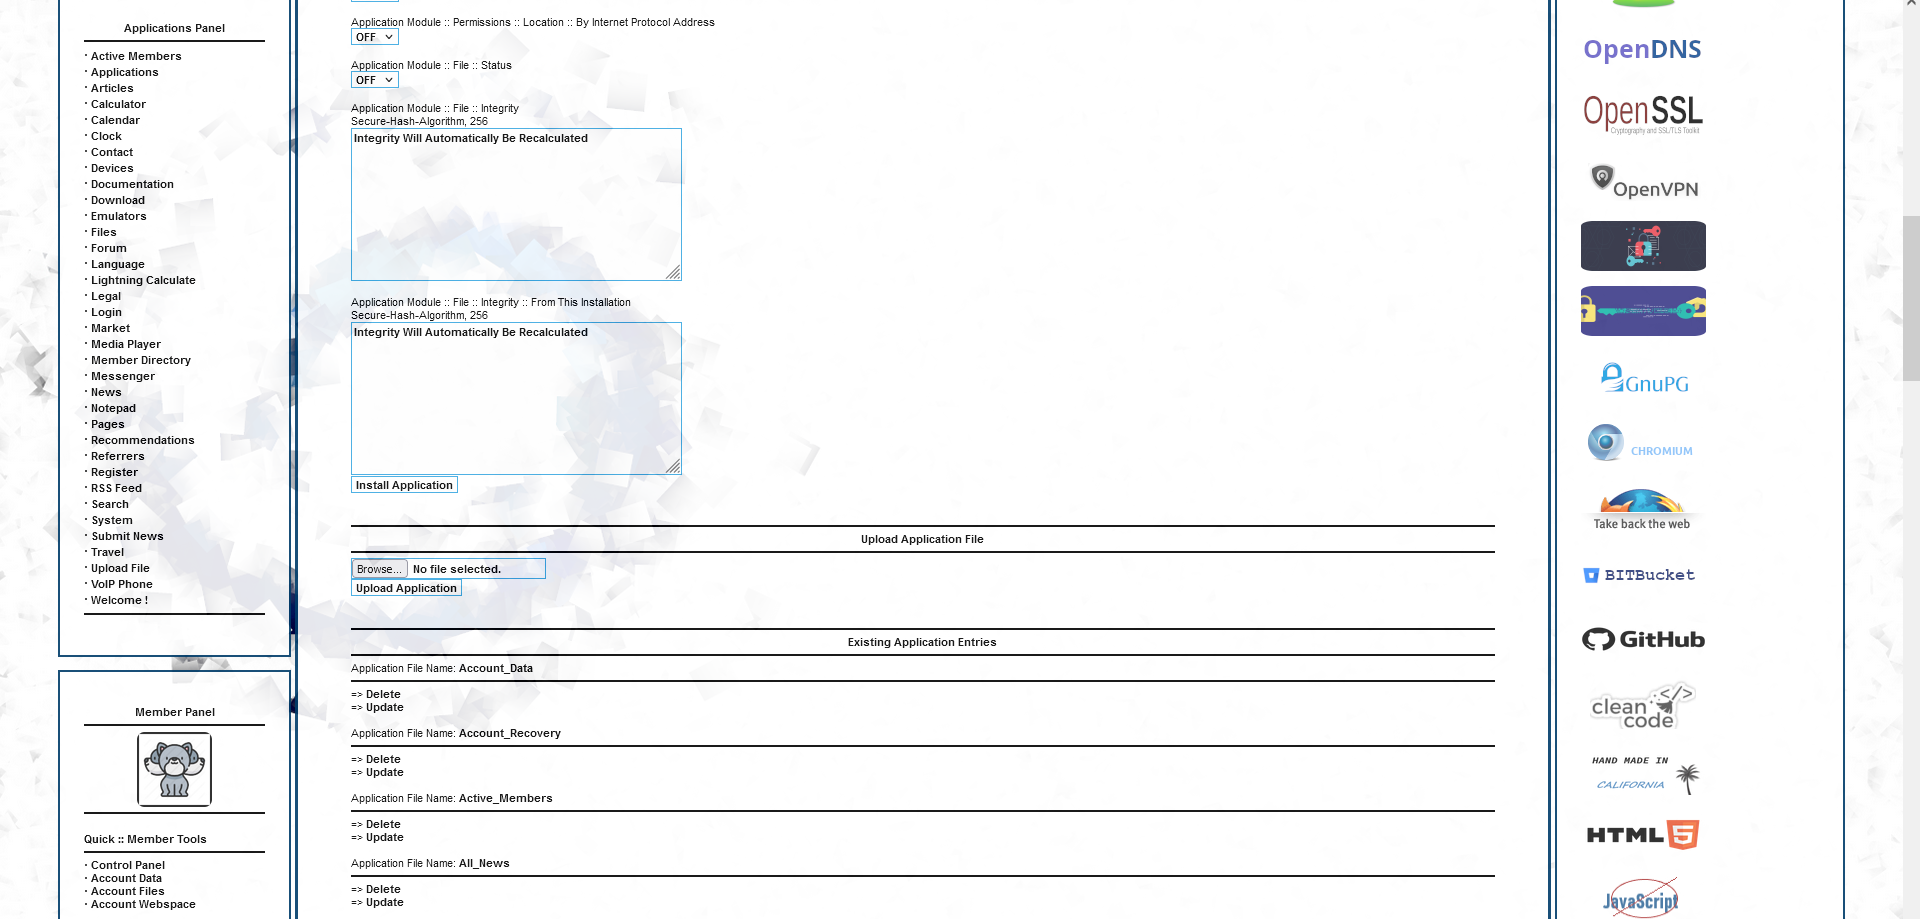 Applications Panel
· Active Members
· Applications
· Articles
· Calculator
· Calendar
· Clock
· Contact
· Devices
· Documentation
· Download
· Emulators
· Files
· Forum
· Language
· Lightning Calculate
· Legal
· Login
· Market
· Media Player
· Member Directory
· Messenger
· News
· Notepad
· Pages
· Recommendations
· Referrers
· Register
· RSS Feed
· Search
· System
· Submit News
· Travel
· Upload File
· VoIP Phone
· Welcome !
Member Panel
Quick :: Member Tools
· Control Panel
· Account Data
· Account Files
· Account Webspace
Application Module :: Permissions :: Location :: By Internet Protocol Address
OFF
Application Module :: File :: Status
OFF
Application Module :: File :: Integrity
Secure-Hash-Algorithm, 256
Integrity Will Automatically Be Recalculated
Application Module :: File :: Integrity :: From This Installation
Secure-Hash-Algorithm, 256
Integrity Will Automatically Be Recalculated
Install Application
Upload Application File
Browse... No file selected.
Upload Application
Existing Application Entries
Application File Name: Account_Data
=> Delete
=> Update
Application File Name: Account_Recovery
=> Delete
=> Update
Application File Name: Active_Members
=> Delete
=> Update
Application File Name: All_News
=> Delete
=> Update
OpenDNS
OpenSSL
Cryptography and SSL/TLS Toolkit
OpenVPN
GnuPG
CHROMIUM
Take back the web
BITBucket
GitHub
clean
</>
code
HAND MADE IN
CALIFORNIA
HTML 5
JavaScript